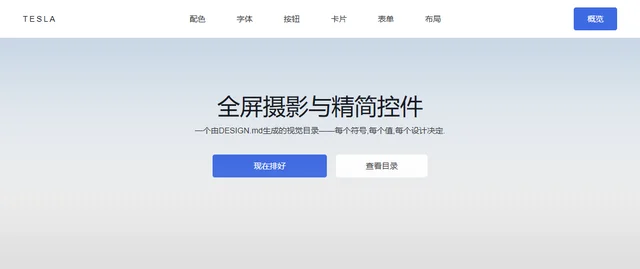 TESLA
配色 字体 按钮 卡片 表单 布局
概览
全屏摄影与精简控件
一个由DESIGN.md生成的视觉目录——每个符号,每个值,每个设计决定.
现在排好 查看目录